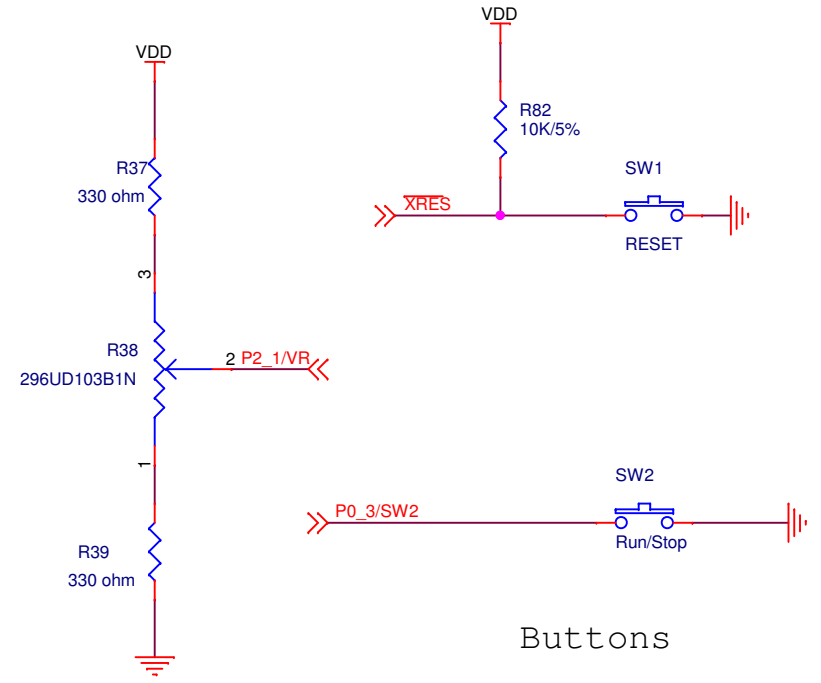 VDD
R37
330 ohm
3
R38
296UD103B1N
2 P2_1/VR
1
R39
330 ohm
VDD
R82
10K/5%
XRES
SW1
RESET
SW2
P0_3/SW2
Run/Stop
Buttons